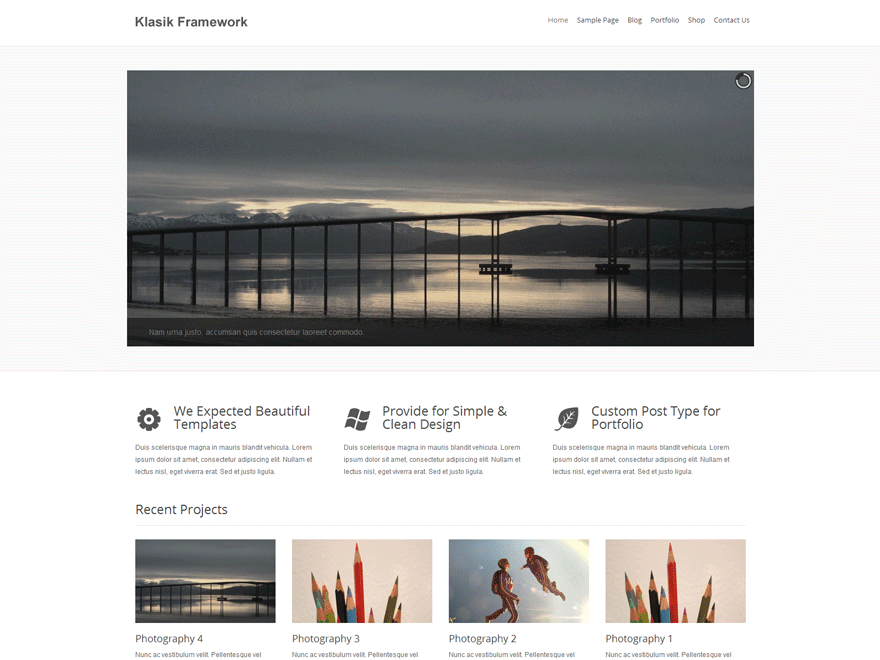 Klasik Framework
Home Sample Page Blog Portfolio Shop Contact Us
Nam urna justo, accumsan quis consectetur laoreet commodo.
We Expected Beautiful
Templates
Duis scelerisque magna in mauris blandit vehicula. Lorem
ipsum dolor sit amet, consectetur adipiscing elit. Nullam et
lectus nisl, eget viverra erat. Sed et justo ligula.
Provide for Simple &
Clean Design
Duis scelerisque magna in mauris blandit vehicula. Lorem
ipsum dolor sit amet, consectetur adipiscing elit. Nullam et
lectus nisl, eget viverra erat. Sed et justo ligula.
Custom Post Type for
Portfolio
Duis scelerisque magna in mauris blandit vehicula. Lorem
ipsum dolor sit amet, consectetur adipiscing elit. Nullam et
lectus nisl, eget viverra erat. Sed et justo ligula.
Recent Projects
Photography 4
Nunc ac vestibulum velit. Pellentesque vel
Photography 3
Nunc ac vestibulum velit. Pellentesque vel
Photography 2
Nunc ac vestibulum velit. Pellentesque vel
Photography 1
Nunc ac vestibulum velit. Pellentesque vel